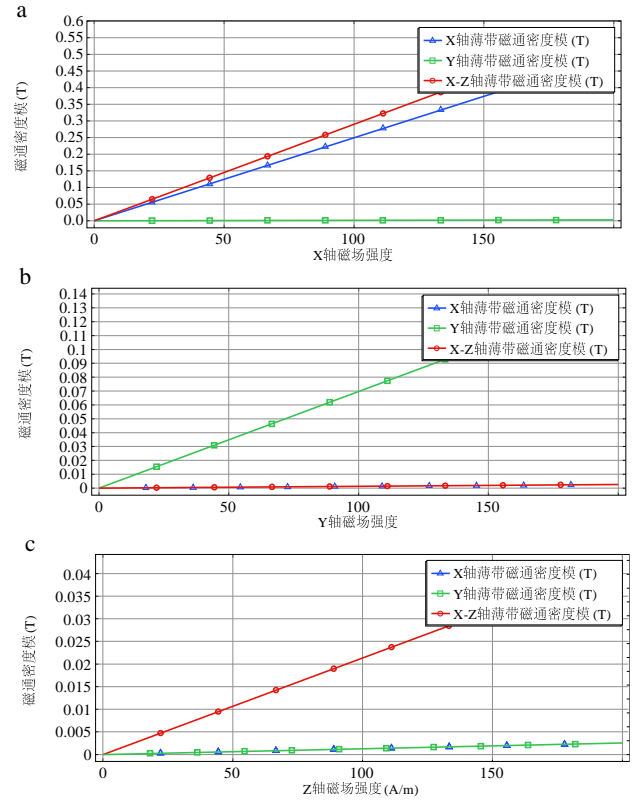 a
0.6
0.55
0.5
0.45
0.4
0.35
0.3
0.25
0.2
0.15
0.1
0.05
0.0
磁通密度模(T)
X轴薄带磁通密度模(T)
Y轴薄带磁通密度模(T)
X-Z轴薄带磁通密度模(T)
0 50 100 150
X轴磁场强度
b
0.14
0.13
0.12
0.11
0.1
0.09
0.08
0.07
0.06
0.05
0.04
0.03
0.02
0.01
0
磁通密度模(T)
X轴薄带磁通密度模(T)
Y轴薄带磁通密度模(T)
X-Z轴薄带磁通密度模(T)
0 50 100 150
Y轴磁场强度
c
0.04
0.035
0.03
0.025
0.02
0.015
0.01
0.005
0
磁通密度模(T)
X轴薄带磁通密度模(T)
Y轴薄带磁通密度模(T)
X-Z轴薄带磁通密度模(T)
0 50 100 150
Z轴磁场强度(A/m)